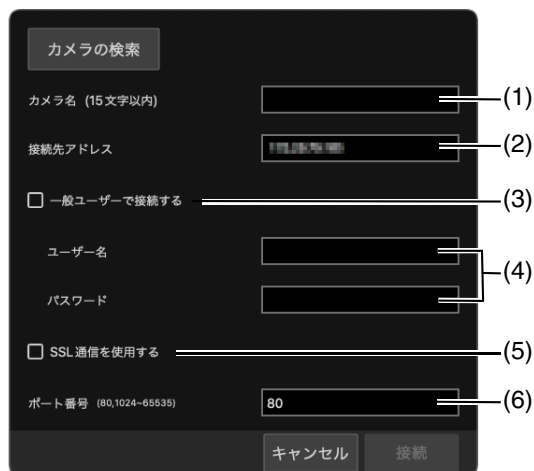 カメラの検索
カメラ名 (15文字以内)
(1)
接続先アドレス
(2)
一般ユーザーで接続する
(3)
ユーザー名
(4)
パスワード
SSL通信を使用する
(5)
ポート番号 (80,1024~65535)
80
(6)
キャンセル
接続